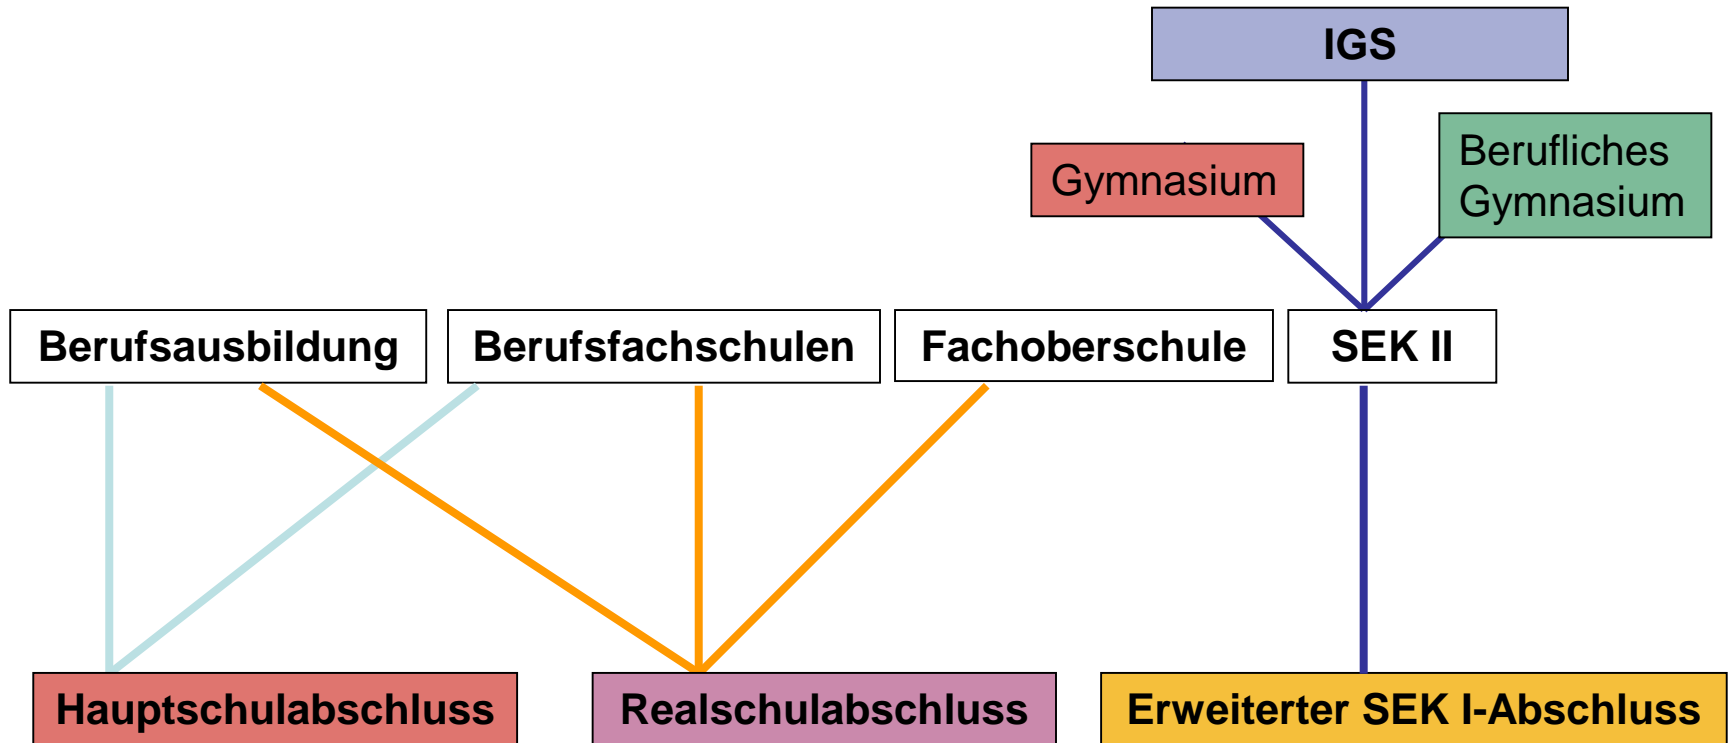 IGS
Gymnasium
Berufliches
Gymnasium
Berufsausbildung
Berufsfachschulen
Fachoberschule
SEK II
Hauptschulabschluss
Realschulabschluss
Erweiterter SEK I-Abschluss